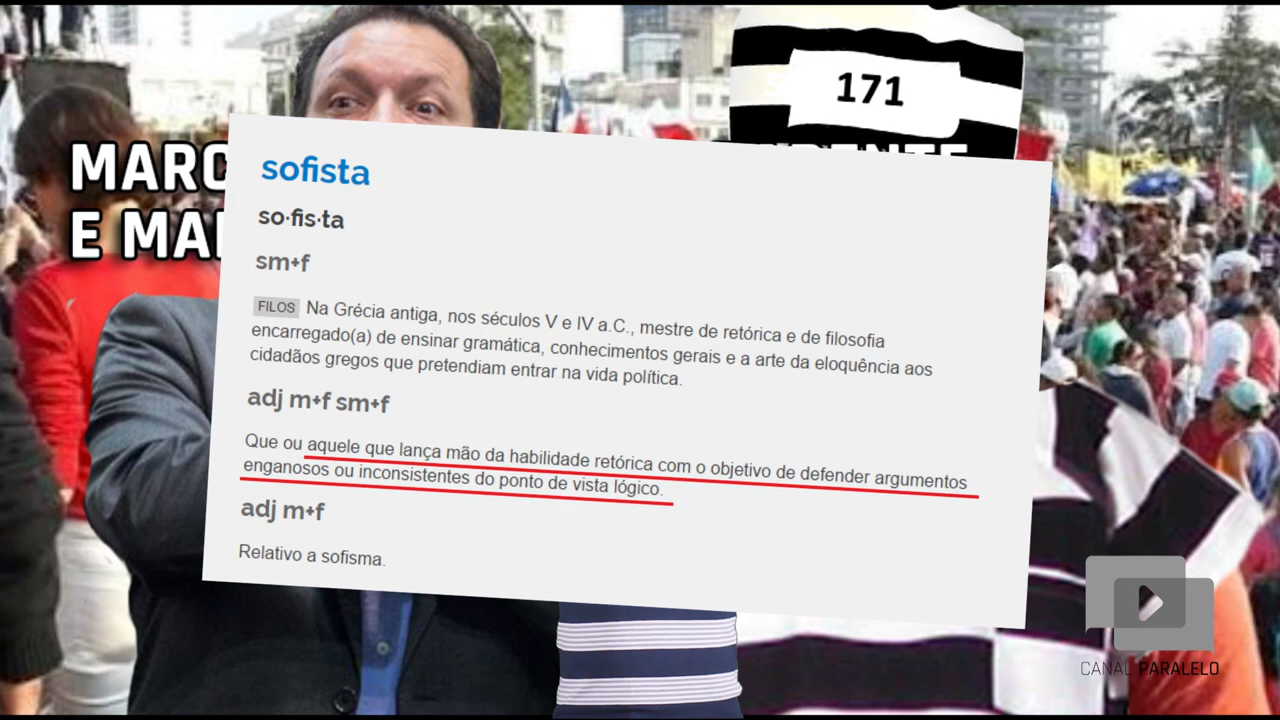 171
MARC
E MA
sofista
so·fis·ta
sm+f
FILOS Na Grécia antiga, nos séculos V e IV a.C., mestre de retórica e de filosofia
encarregado(a) de ensinar gramática, conhecimentos gerais e a arte da eloquência aos
cidadãos gregos que pretendiam entrar na vida política.
adj m+f sm+f
Que ou aquele que lança mão da habilidade retórica com o objetivo de defender argumentos
enganosos ou inconsistentes do ponto de vista lógico.
adj m+f
Relativo a sofisma.
CANAL PARALELO